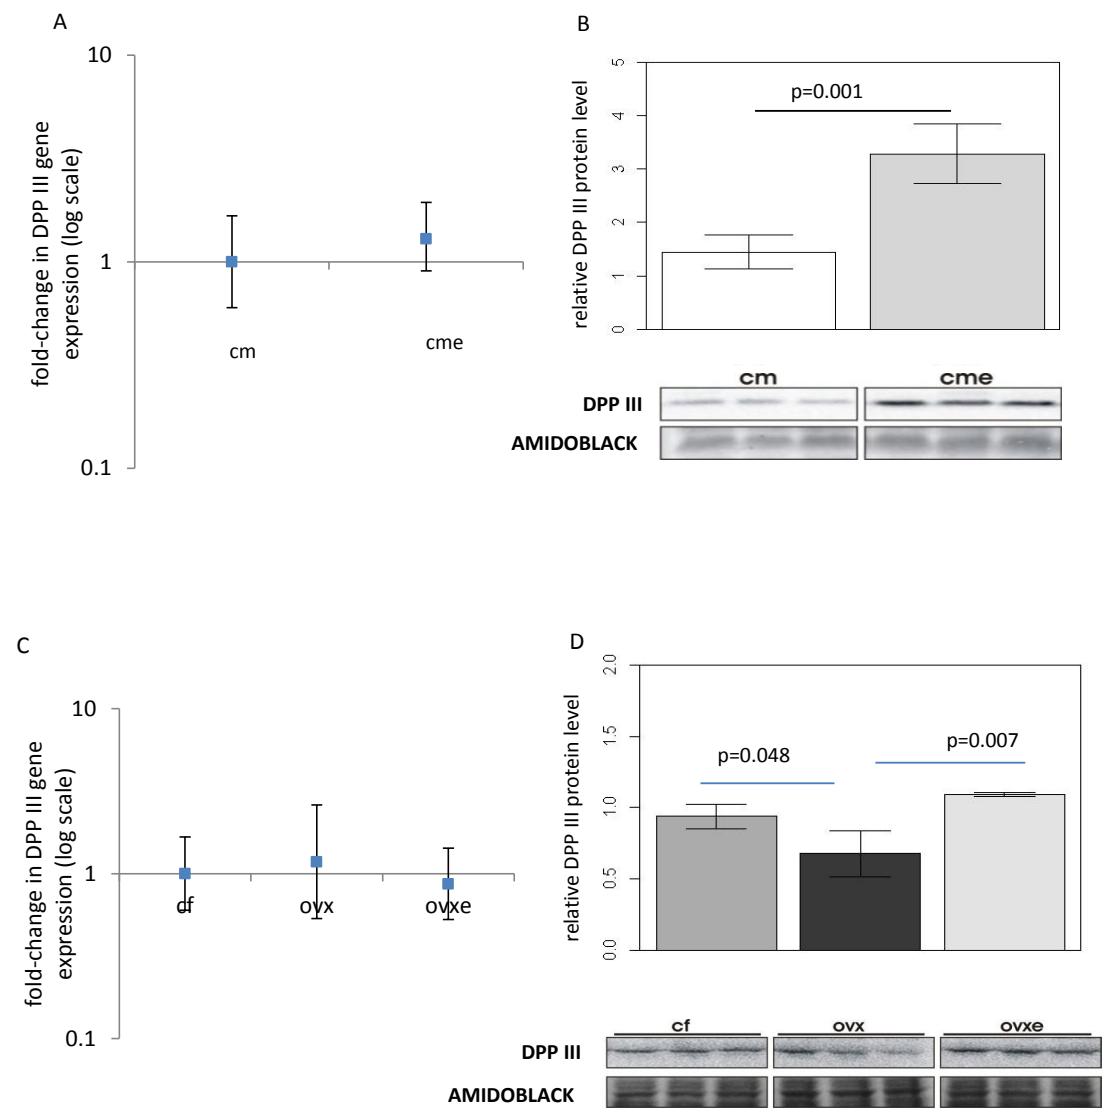 A
10
1
0.1
fold-change in DPP III gene
expression (log scale)
cm
cme
B
5
4
3
2
1
0
relative DPP III protein level
p=0.001
cm
cme
DPP III
AMIDOBLACK
C
10
1
0.1
fold-change in DPP III gene
expression (log scale)
cf
ovx
ovxe
D
2.0
1.5
1.0
0.5
0.0
relative DPP III protein level
p=0.048
p=0.007
cf
ovx
ovxe
DPP III
AMIDOBLACK